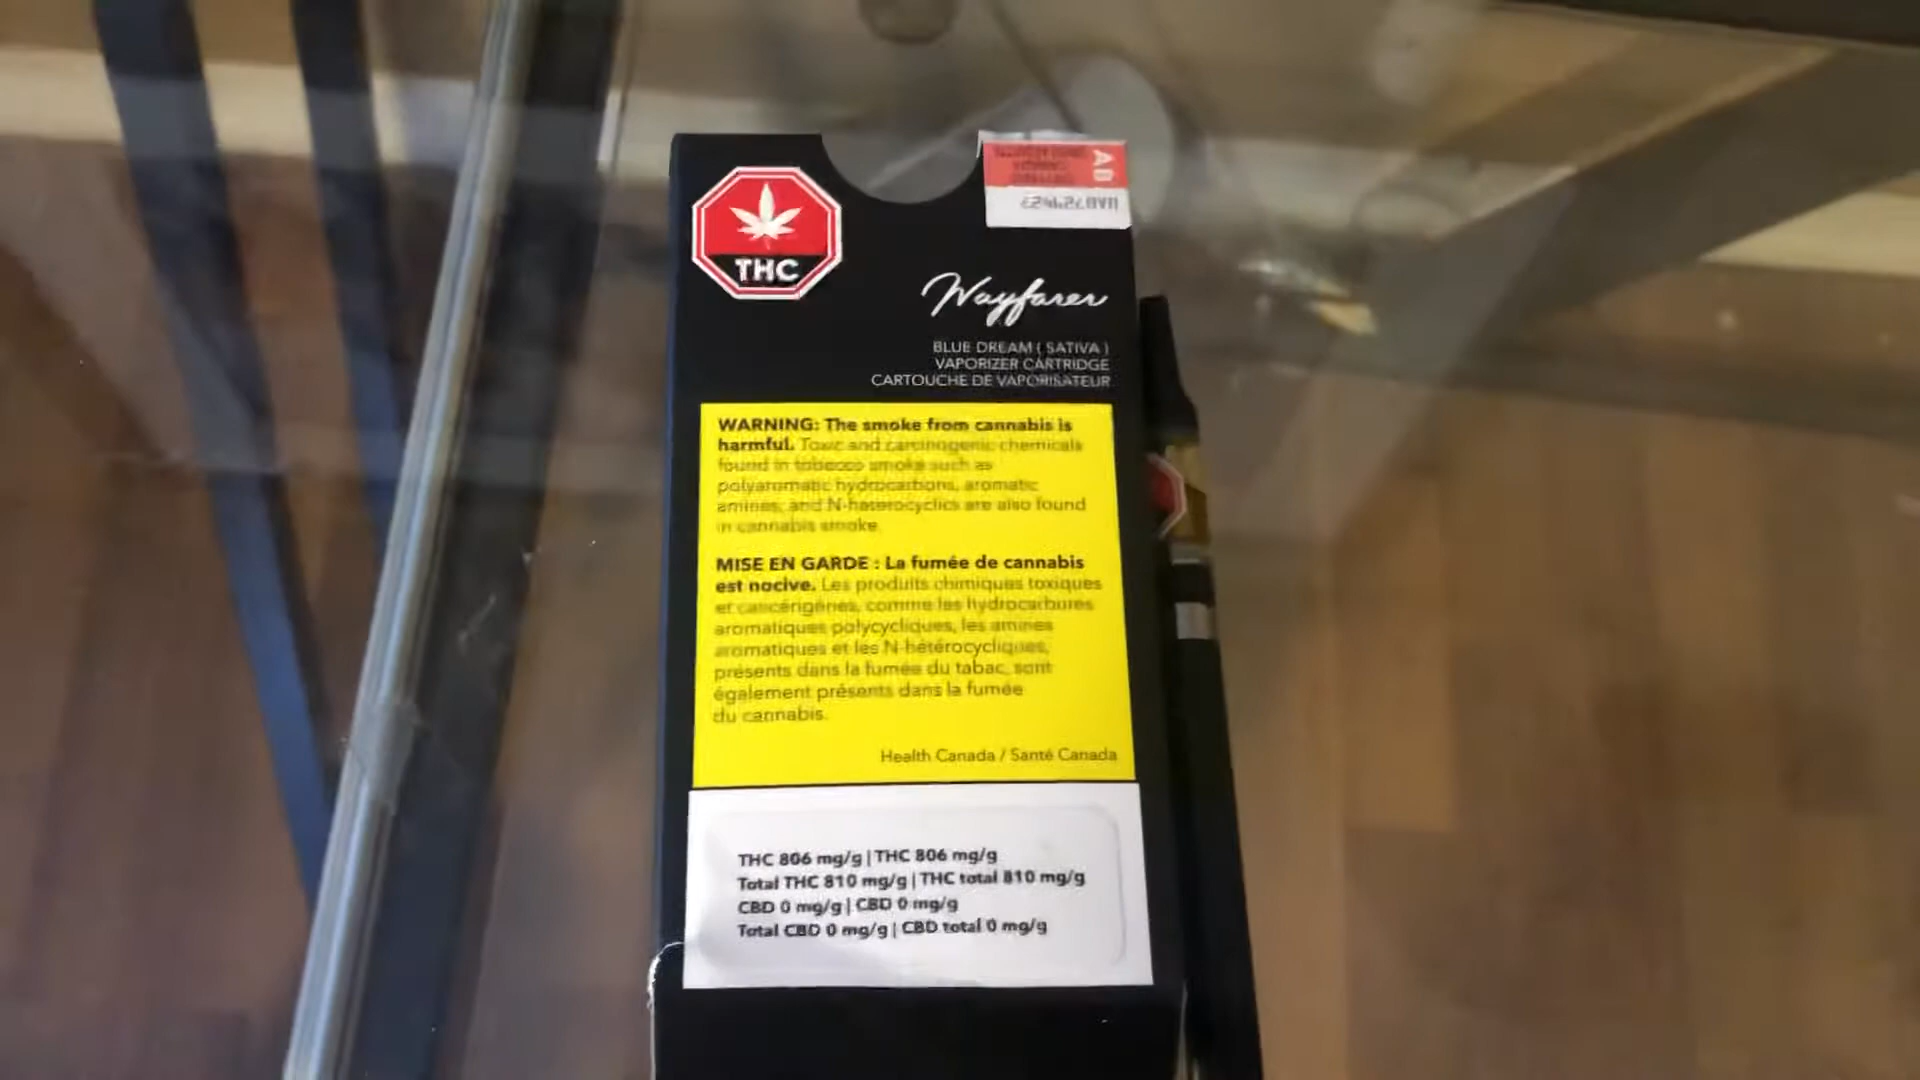 THC
AB
Wayfarer
BLUE DREAM ( SATIVA )
VAPORIZER CARTRIDGE
CARTOUCHE DE VAPORISATEUR
WARNING: The smoke from cannabis is
harmful. Toxic and carcinogenic chemicals
found in tobacco smoke such as
polyaromatic hydrocarbons, aromatic
amines, and N-heterocyclics are also found
in cannabis smoke.
MISE EN GARDE : La fumée de cannabis
est nocive. Les produits chimiques toxiques
et cancérigènes, comme les hydrocarbures
aromatiques polycycliques, les amines
aromatiques et les N-hétérocycliques,
présents dans la fumée du tabac, sont
également présents dans la fumée
du cannabis.
Health Canada / Santé Canada
THC 806 mg/g | THC 806 mg/g
Total THC 810 mg/g | THC total 810 mg/g
CBD 0 mg/g | CBD 0 mg/g
Total CBD 0 mg/g | CBD total 0 mg/g